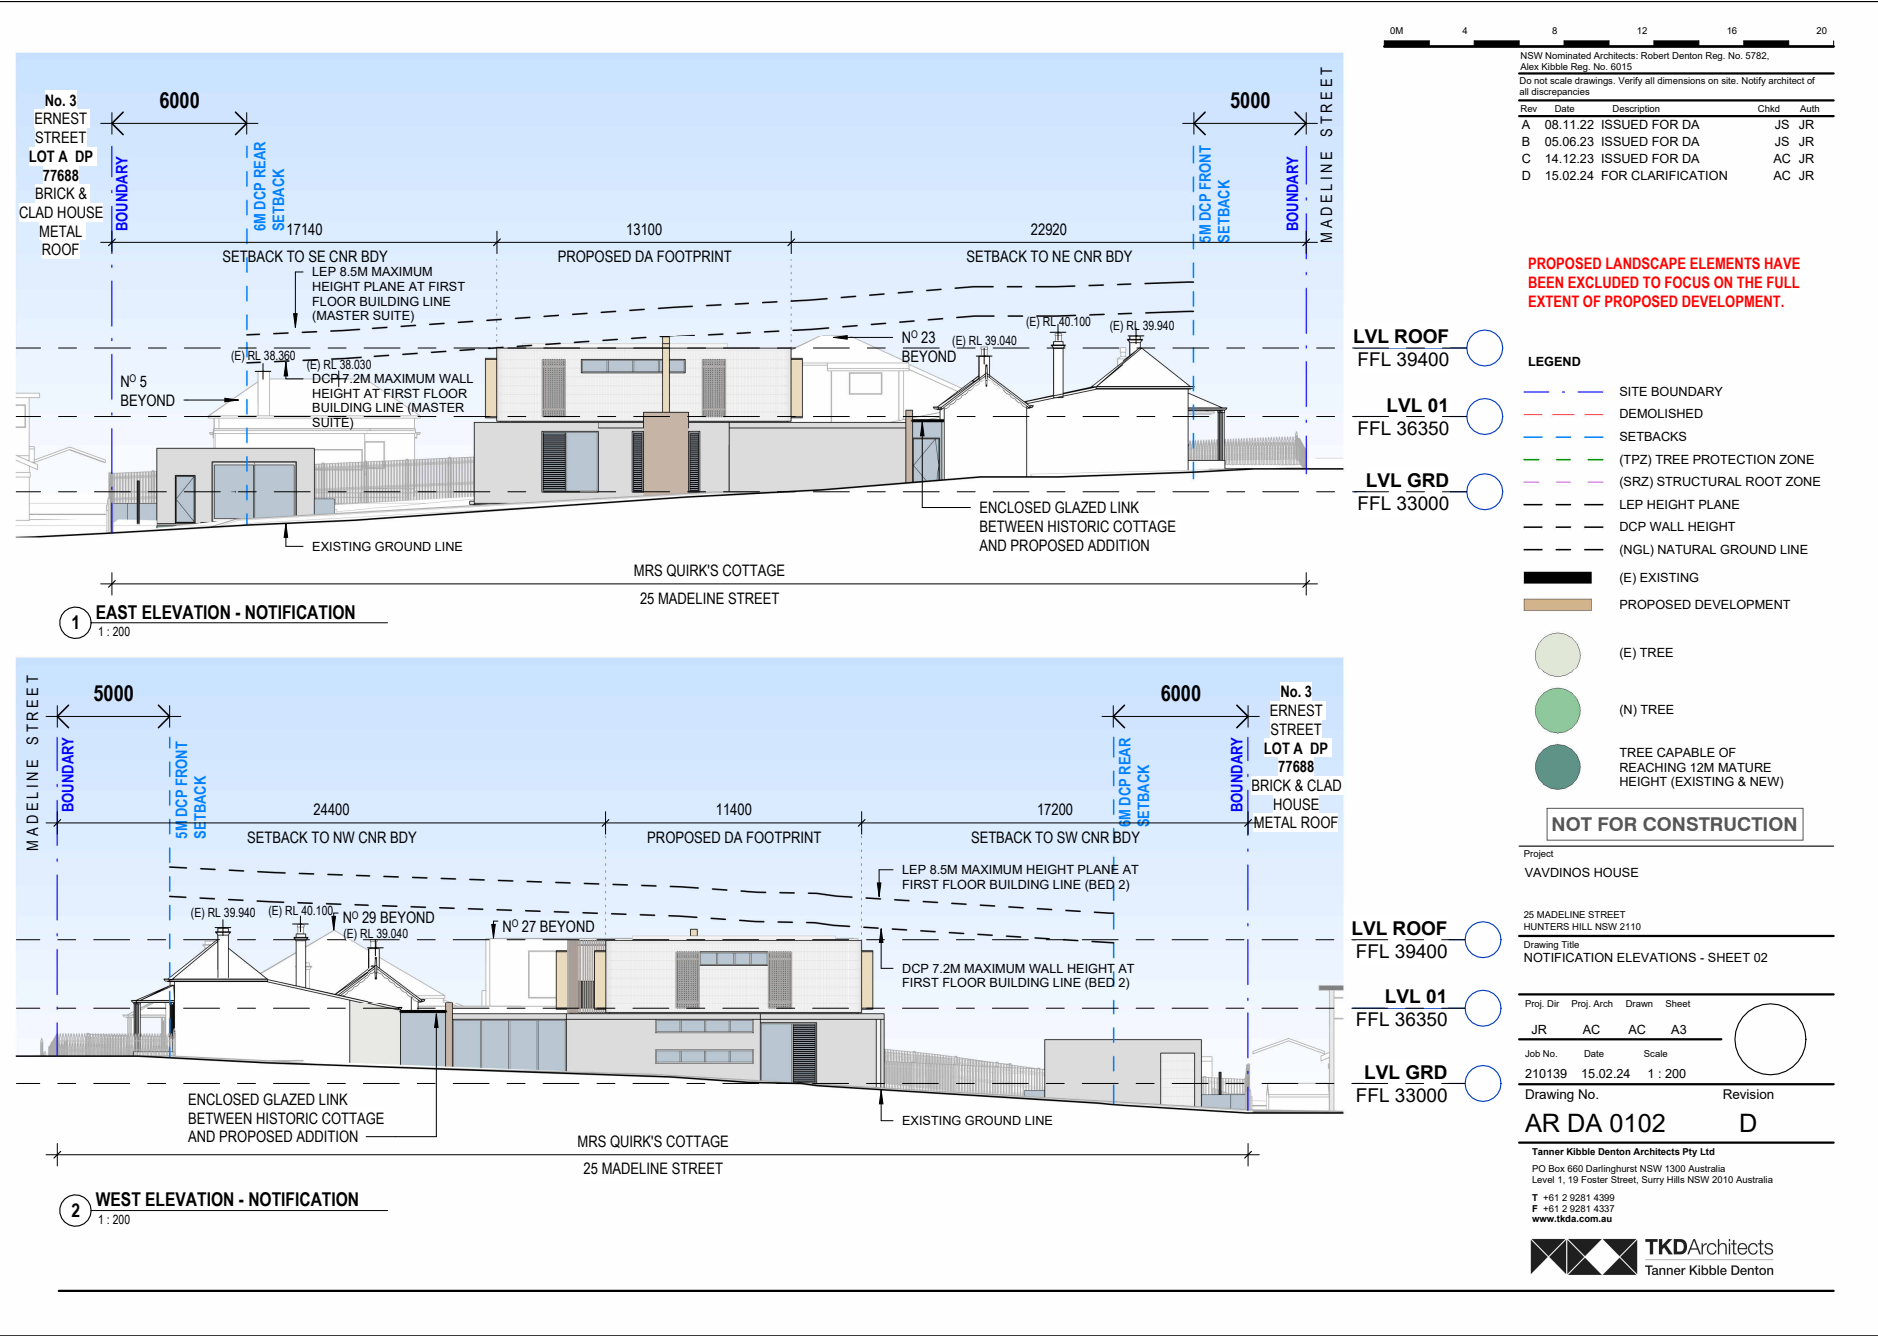 0M 4 8 12 16 20
NSW Nominated Architects: Robert Denton Reg. No. 5782,
Alex Kibble Reg. No. 6015
Do not scale drawings. Verify all dimensions on site. Notify architect of
all discrepancies
Rev Date Description Chkd Auth
A 08.11.22 ISSUED FOR DA JS JR
B 05.06.23 ISSUED FOR DA JS JR
C 14.12.23 ISSUED FOR DA AC JR
D 15.02.24 FOR CLARIFICATION AC JR
No. 3
ERNEST
STREET
LOT A DP
77688
BRICK &
CLAD HOUSE
METAL
ROOF
6000
5000
BOUNDARY
6M DCP REAR
SETBACK
5M DCP FRONT
SETBACK
BOUNDARY
MADELINE STREET
17140
13100
22920
SETBACK TO SE CNR BDY
PROPOSED DA FOOTPRINT
SETBACK TO NE CNR BDY
LEP 8.5M MAXIMUM
HEIGHT PLANE AT FIRST
FLOOR BUILDING LINE
(MASTER SUITE)
(E) RL 38.360
(E) RL 38.030
DCP 7.2M MAXIMUM WALL
HEIGHT AT FIRST FLOOR
BUILDING LINE (MASTER
SUITE)
NO 5
BEYOND
NO 23
BEYOND
(E) RL 39.040
(E) RL 40.100
(E) RL 39.940
LVL ROOF
FFL 39400
LVL 01
FFL 36350
LVL GRD
FFL 33000
ENCLOSED GLAZED LINK
BETWEEN HISTORIC COTTAGE
AND PROPOSED ADDITION
EXISTING GROUND LINE
MRS QUIRK'S COTTAGE
25 MADELINE STREET
1 EAST ELEVATION - NOTIFICATION
1 : 200
PROPOSED LANDSCAPE ELEMENTS HAVE
BEEN EXCLUDED TO FOCUS ON THE FULL
EXTENT OF PROPOSED DEVELOPMENT.
LEGEND
SITE BOUNDARY
DEMOLISHED
SETBACKS
(TPZ) TREE PROTECTION ZONE
(SRZ) STRUCTURAL ROOT ZONE
LEP HEIGHT PLANE
DCP WALL HEIGHT
(NGL) NATURAL GROUND LINE
(E) EXISTING
PROPOSED DEVELOPMENT
(E) TREE
(N) TREE
TREE CAPABLE OF
REACHING 12M MATURE
HEIGHT (EXISTING & NEW)
MADELINE STREET
5000
6000
BOUNDARY
5M DCP FRONT
SETBACK
6M DCP REAR
SETBACK
BOUNDARY
No. 3
ERNEST
STREET
LOT A DP
77688
BRICK & CLAD
HOUSE
METAL ROOF
24400
11400
17200
SETBACK TO NW CNR BDY
PROPOSED DA FOOTPRINT
SETBACK TO SW CNR BDY
LEP 8.5M MAXIMUM HEIGHT PLANE AT
FIRST FLOOR BUILDING LINE (BED 2)
(E) RL 39.940
(E) RL 40.100
NO 29 BEYOND
(E) RL 39.040
NO 27 BEYOND
DCP 7.2M MAXIMUM WALL HEIGHT AT
FIRST FLOOR BUILDING LINE (BED 2)
LVL ROOF
FFL 39400
LVL 01
FFL 36350
LVL GRD
FFL 33000
ENCLOSED GLAZED LINK
BETWEEN HISTORIC COTTAGE
AND PROPOSED ADDITION
EXISTING GROUND LINE
MRS QUIRK'S COTTAGE
25 MADELINE STREET
2 WEST ELEVATION - NOTIFICATION
1 : 200
NOT FOR CONSTRUCTION
Project
VAVDINOS HOUSE
25 MADELINE STREET
HUNTERS HILL NSW 2110
Drawing Title
NOTIFICATION ELEVATIONS - SHEET 02
Proj. Dir Proj. Arch Drawn Sheet
JR AC AC A3
Job No. Date Scale
210139 15.02.24 1 : 200
Drawing No. Revision
AR DA 0102 D
Tanner Kibble Denton Architects Pty Ltd
PO Box 660 Darlinghurst NSW 1300 Australia
Level 1, 19 Foster Street, Surry Hills NSW 2010 Australia
T +61 2 9281 4399
F +61 2 9281 4337
www.tkda.com.au
TKDArchitects
Tanner Kibble Denton